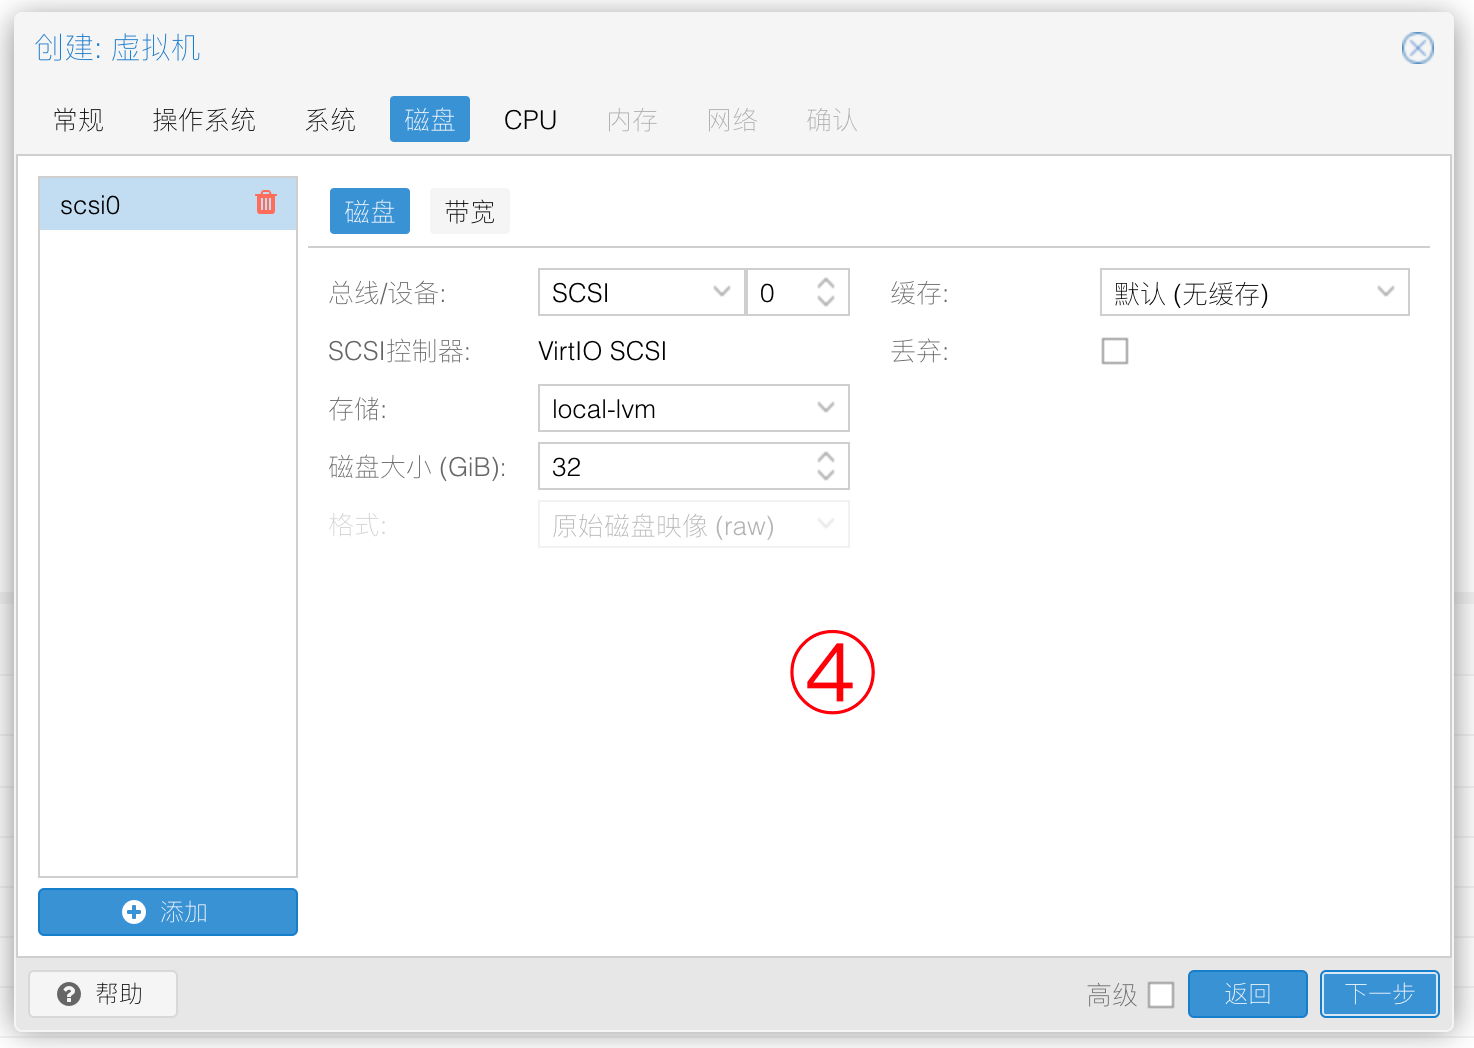 创建: 虚拟机
常规 操作系统 系统 磁盘 CPU 内存 网络 确认
scsi0
磁盘 带宽
总线/设备: SCSI 0 缓存: 默认 (无缓存)
SCSI控制器: VirtIO SCSI 丢弃:
存储: local-lvm
磁盘大小 (GiB): 32
格式: 原始磁盘映像 (raw)
④
添加
帮助 高级 返回 下一步